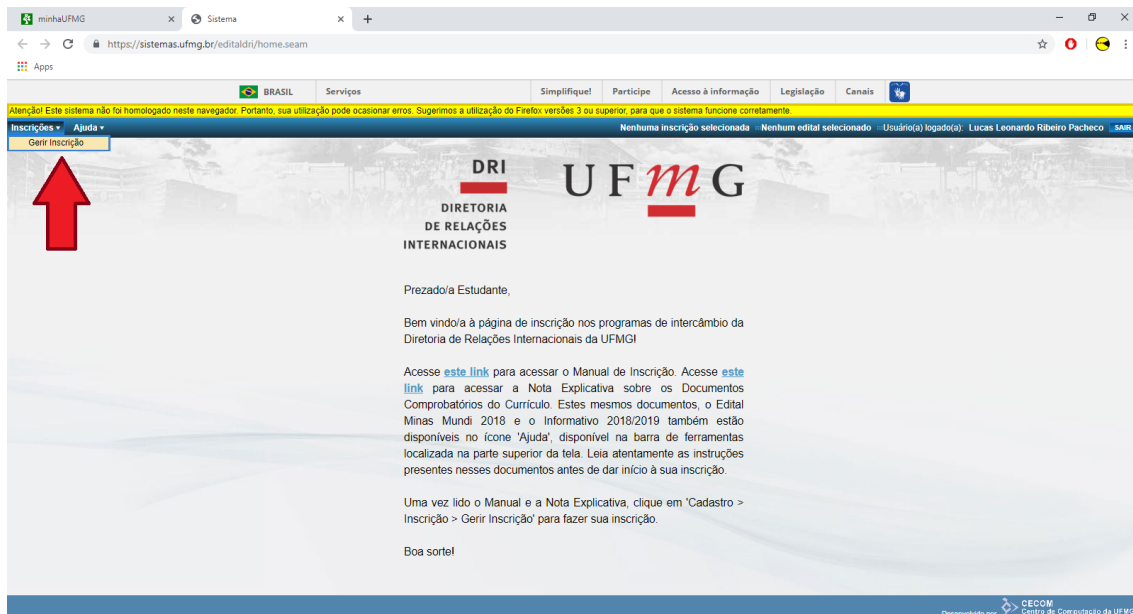 minhaUFMG
Sistema
https://sistemas.ufmg.br/editaldri/home.seam
Apps
BRASIL Serviços Simplifique! Participe Acesso à informação Legislação Canais
Atenção! Este sistema não foi homologado neste navegador. Portanto, sua utilização pode ocasionar erros. Sugerimos a utilização do Firefox versões 3 ou superior, para que o sistema funcione corretamente.
Inscrições Ajuda Nenhuma inscrição selecionada Nenhum edital selecionado Usuário(a) logado(a): Lucas Leonardo Ribeiro Pacheco SAIR
Gerir Inscrição
DRI
DIRETORIA
DE RELAÇÕES
INTERNACIONAIS
UFmG
Prezado/a Estudante,
Bem vindo/a à página de inscrição nos programas de intercâmbio da
Diretoria de Relações Internacionais da UFMG!
Acesse este link para acessar o Manual de Inscrição. Acesse este
link para acessar a Nota Explicativa sobre os Documentos
Comprobatórios do Currículo. Estes mesmos documentos, o Edital
Minas Mundi 2018 e o Informativo 2018/2019 também estão
disponíveis no ícone 'Ajuda', disponível na barra de ferramentas
localizada na parte superior da tela. Leia atentamente as instruções
presentes nesses documentos antes de dar início à sua inscrição.
Uma vez lido o Manual e a Nota Explicativa, clique em 'Cadastro >
Inscrição > Gerir Inscrição' para fazer sua inscrição.
Boa sorte!
Desenvolvido por CECOM
Centro de Computação da UFMG